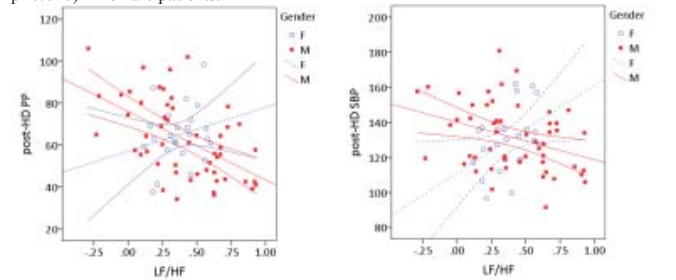 Gender
F
M
F
M
post-HD PP
120
100
80
60
40
20
-.25 .00 .25 .50 .75 1.00
LF/HF
Gender
F
M
F
M
post-HD SBP
200
180
160
140
120
100
80
-.25 .00 .25 .50 .75 1.00
LF/HF